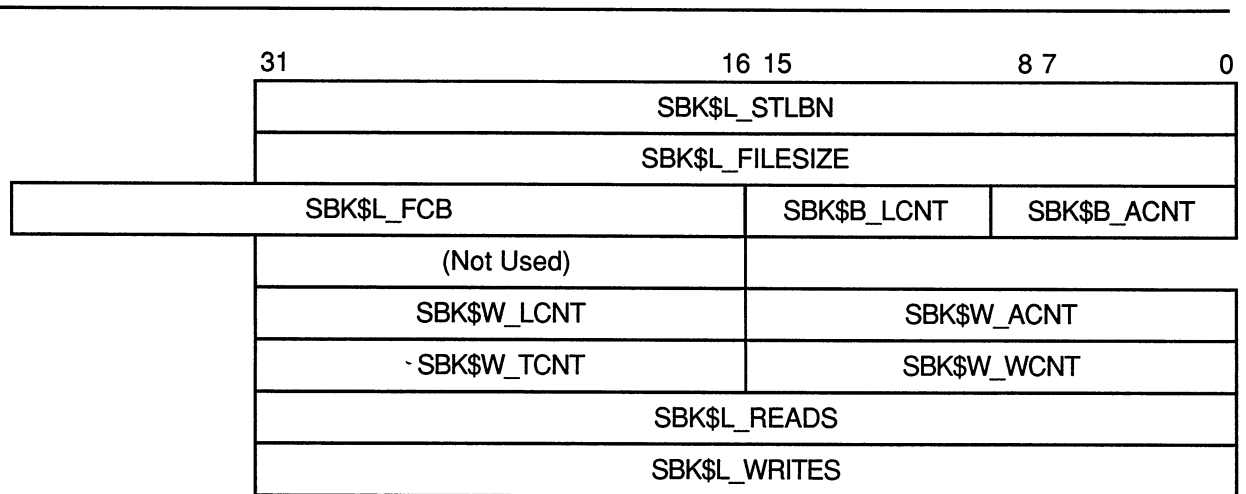 31 16 15 8 7 0
SBK$L_STLBN
SBK$L_FILESIZE
SBK$L_FCB SBK$B_LCNT SBK$B_ACNT
(Not Used)
SBK$W_LCNT SBK$W_ACNT
SBK$W_TCNT SBK$W_WCNT
SBK$L_READS
SBK$L_WRITES